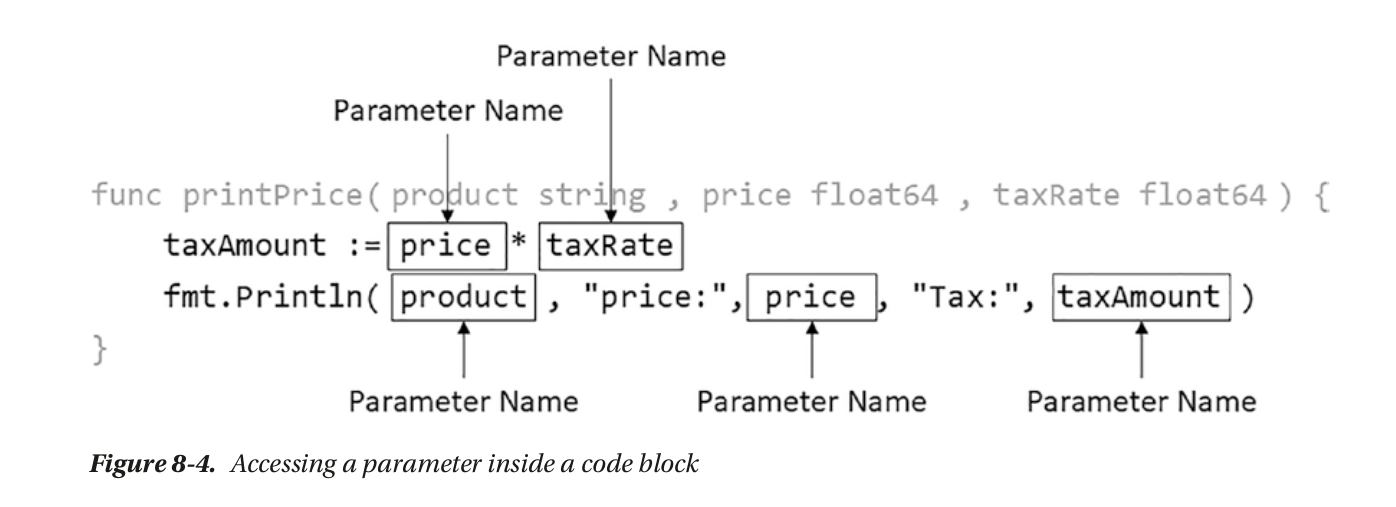 Parameter Name
Parameter Name
func printPrice( product string , price float64 , taxRate float64 ) {
taxAmount := price * taxRate
fmt.Println( product , "price:", price , "Tax:", taxAmount )
}
Parameter Name Parameter Name Parameter Name
Figure 8-4. Accessing a parameter inside a code block